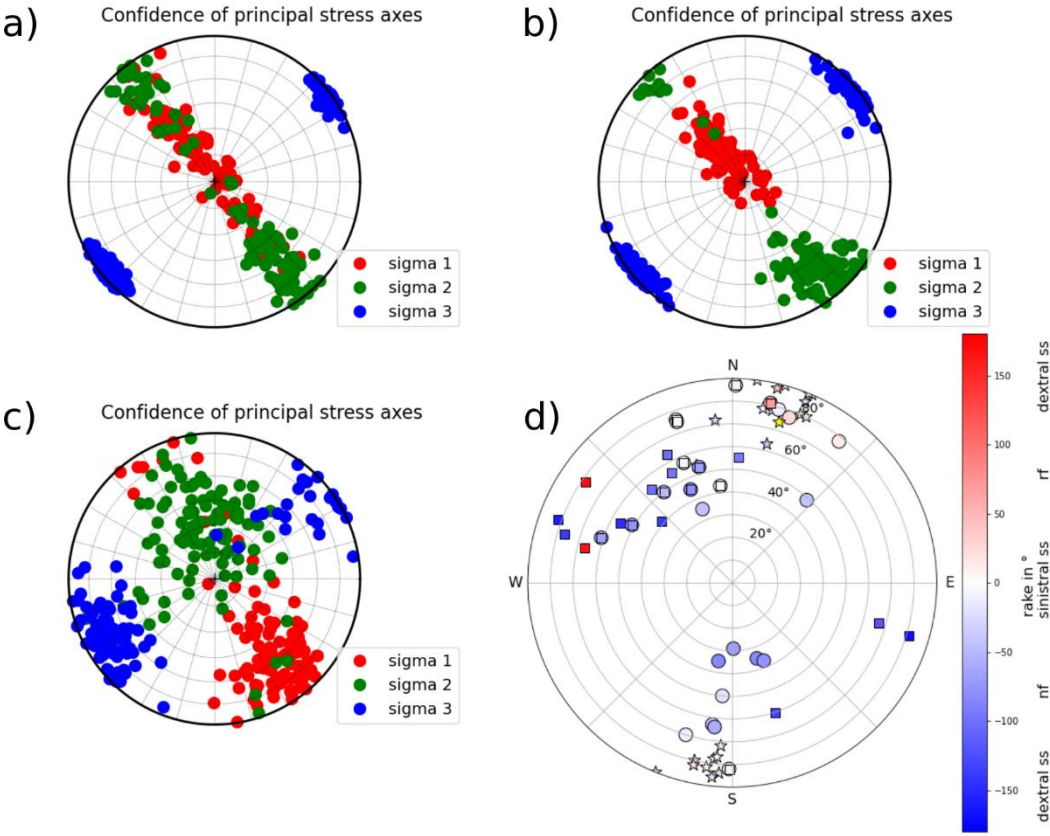 a)
Confidence of principal stress axes
sigma 1
sigma 2
sigma 3
b)
Confidence of principal stress axes
sigma 1
sigma 2
sigma 3
c)
Confidence of principal stress axes
sigma 1
sigma 2
sigma 3
d)
N
80°
60°
40°
20°
W
E
S
150
100
50
0
−50
−100
−150
rake in °
dextral ss
rf
sinistral ss
nf
dextral ss